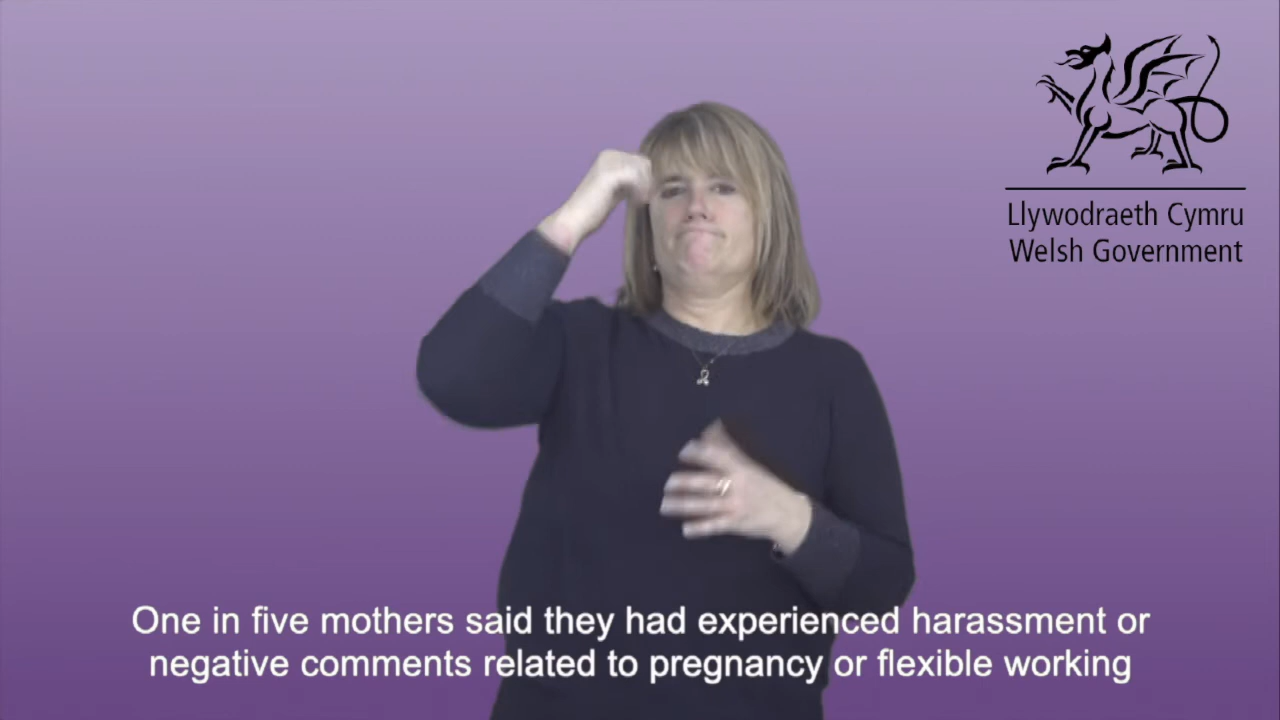 Llywodraeth Cymru
Welsh Government
One in five mothers said they had experienced harassment or
negative comments related to pregnancy or flexible working